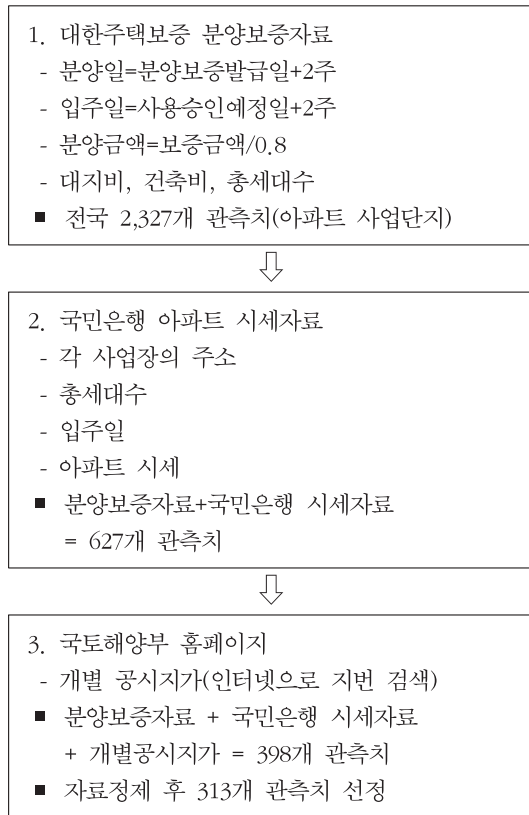 1. 대한주택보증 분양보증자료
- 분양일=분양보증발급일+2주
- 입주일=사용승인예정일+2주
- 분양금액=보증금액/0.8
- 대지비, 건축비, 총세대수
■ 전국 2,327개 관측치(아파트 사업단지)
⇩
2. 국민은행 아파트 시세자료
- 각 사업장의 주소
- 총세대수
- 입주일
- 아파트 시세
■ 분양보증자료+국민은행 시세자료
= 627개 관측치
⇩
3. 국토해양부 홈페이지
- 개별 공시지가(인터넷으로 지번 검색)
■ 분양보증자료 + 국민은행 시세자료
+ 개별공시지가 = 398개 관측치
■ 자료정제 후 313개 관측치 선정